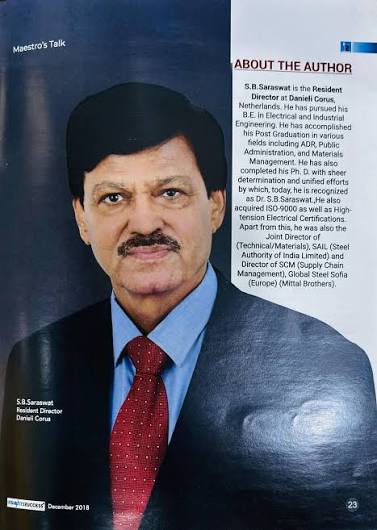 Maestro's Talk
ABOUT THE AUTHOR
S.B.Saraswat is the Resident
Director at Danieli Corus,
Netherlands. He has pursued his
B.E. in Electrical and Industrial
Engineering. He has accomplished
his Post Graduation in various
fields including ADR, Public
Administration, and Materials
Management. He has also
completed his Ph. D. with sheer
determination and unified efforts
by which, today, he is recognized
as Dr. S.B.Saraswat.,He also
acquired ISO-9000 as well as High-
tension Electrical Certifications.
Apart from this, he was also the
Joint Director of
(Technical/Materials), SAIL (Steel
Authority of India Limited) and
Director of SCM (Supply Chain
Management), Global Steel Sofia
(Europe) (Mittal Brothers).
S.B.Saraswat
Resident Director
Danieli Corus
December 2018
23